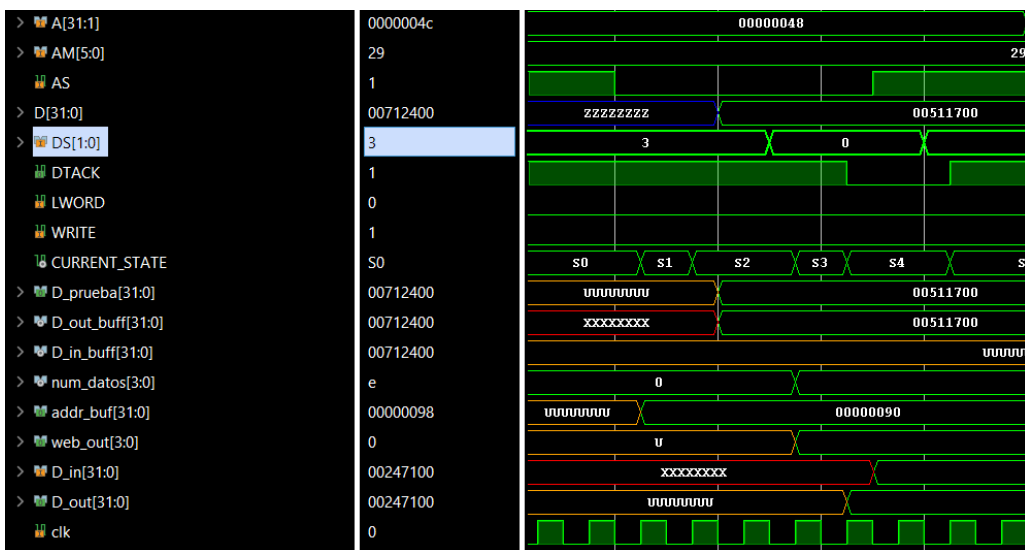 A[31:1] 0000004c 00000048
AM[5:0] 29 29
AS 1
D[31:0] 00712400 ZZZZZZZZ 00511700
DS[1:0] 3 3 0
DTACK 1
LWORD 0
WRITE 1
CURRENT_STATE S0 S0 S1 S2 S3 S4 S
D_prueba[31:0] 00712400 UUUUUUUU 00511700
D_out_buff[31:0] 00712400 XXXXXXXX 00511700
D_in_buff[31:0] 00712400 UUUUU
num_datos[3:0] e 0
addr_buf[31:0] 00000098 UUUUUUUU 00000090
web_out[3:0] 0 U
D_in[31:0] 00247100 XXXXXXXX
D_out[31:0] 00247100 UUUUUUUU
clk 0